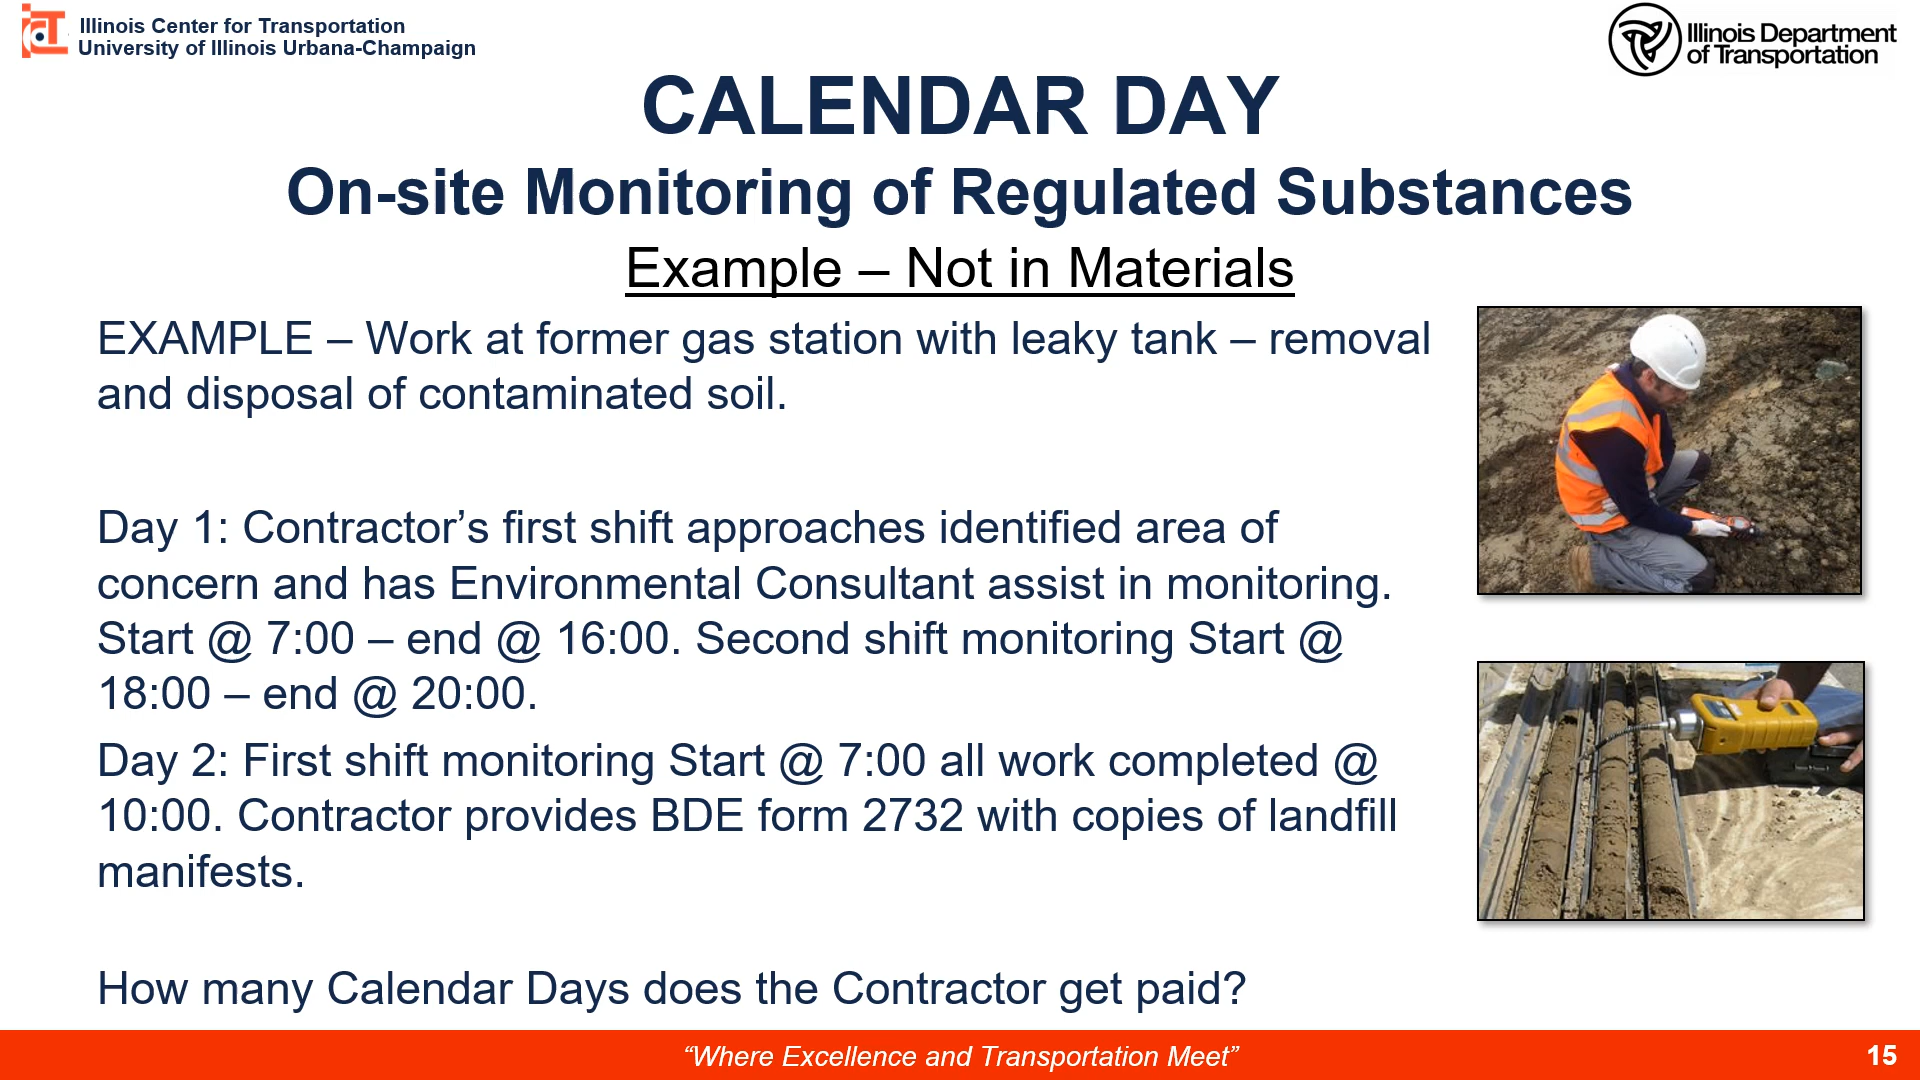 Illinois Center for Transportation
University of Illinois Urbana-Champaign
Illinois Department
of Transportation
CALENDAR DAY
On-site Monitoring of Regulated Substances
Example – Not in Materials
EXAMPLE – Work at former gas station with leaky tank – removal
and disposal of contaminated soil.
Day 1: Contractor’s first shift approaches identified area of
concern and has Environmental Consultant assist in monitoring.
Start @ 7:00 – end @ 16:00. Second shift monitoring Start @
18:00 – end @ 20:00.
Day 2: First shift monitoring Start @ 7:00 all work completed @
10:00. Contractor provides BDE form 2732 with copies of landfill
manifests.
How many Calendar Days does the Contractor get paid?
“Where Excellence and Transportation Meet”
15